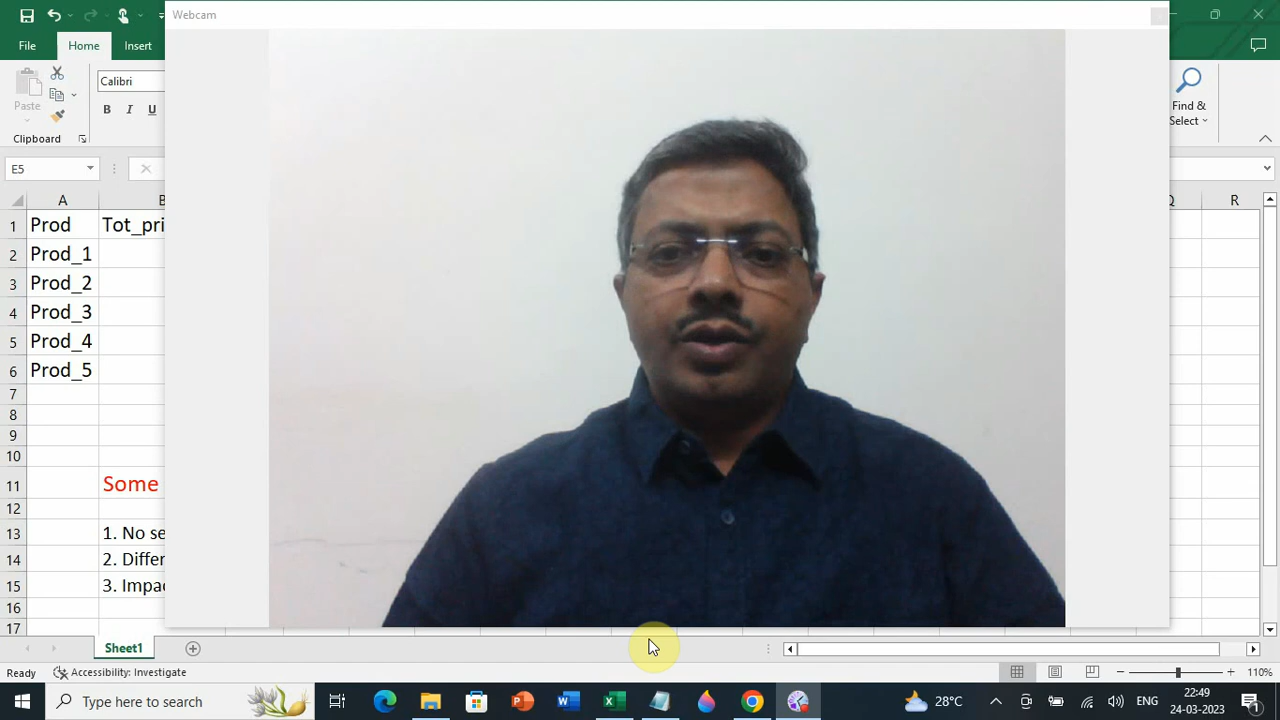 Webcam
File Home Insert
Calibri
Paste
B I U
Find &
Select
Clipboard
E5
A Q R
1 Prod Tot_pri
2 Prod_1
3 Prod_2
4 Prod_3
5 Prod_4
6 Prod_5
7
8
9
10
11 Some
12
13 1. No se
14 2. Differ
15 3. Impac
16
17
Sheet1
Ready Accessibility: Investigate 110%
Type here to search 28°C ENG 22:49
24-03-2023
1